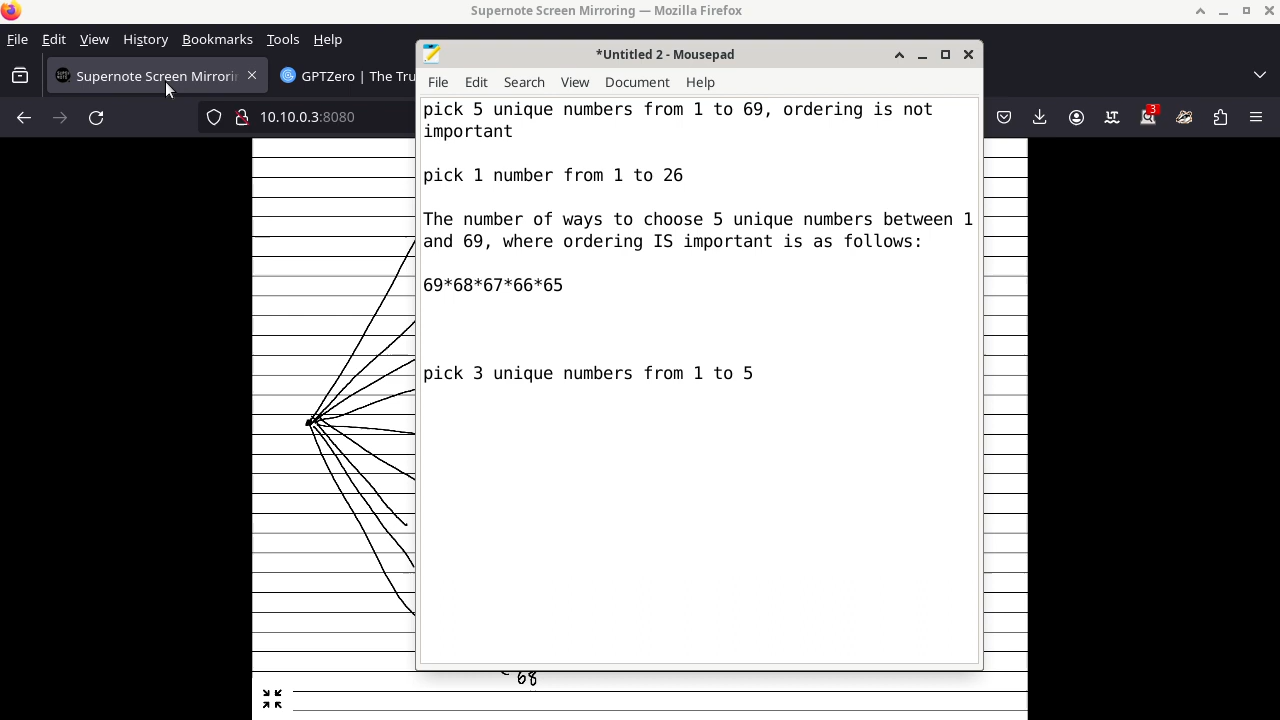 Supernote Screen Mirroring — Mozilla Firefox
File Edit View History Bookmarks Tools Help
Supernote Screen Mirrorin
GPTZero | The Tru
10.10.0.3:8080
3
*Untitled 2 - Mousepad
File Edit Search View Document Help
pick 5 unique numbers from 1 to 69, ordering is not
important
pick 1 number from 1 to 26
The number of ways to choose 5 unique numbers between 1
and 69, where ordering IS important is as follows:
69*68*67*66*65
pick 3 unique numbers from 1 to 5
68